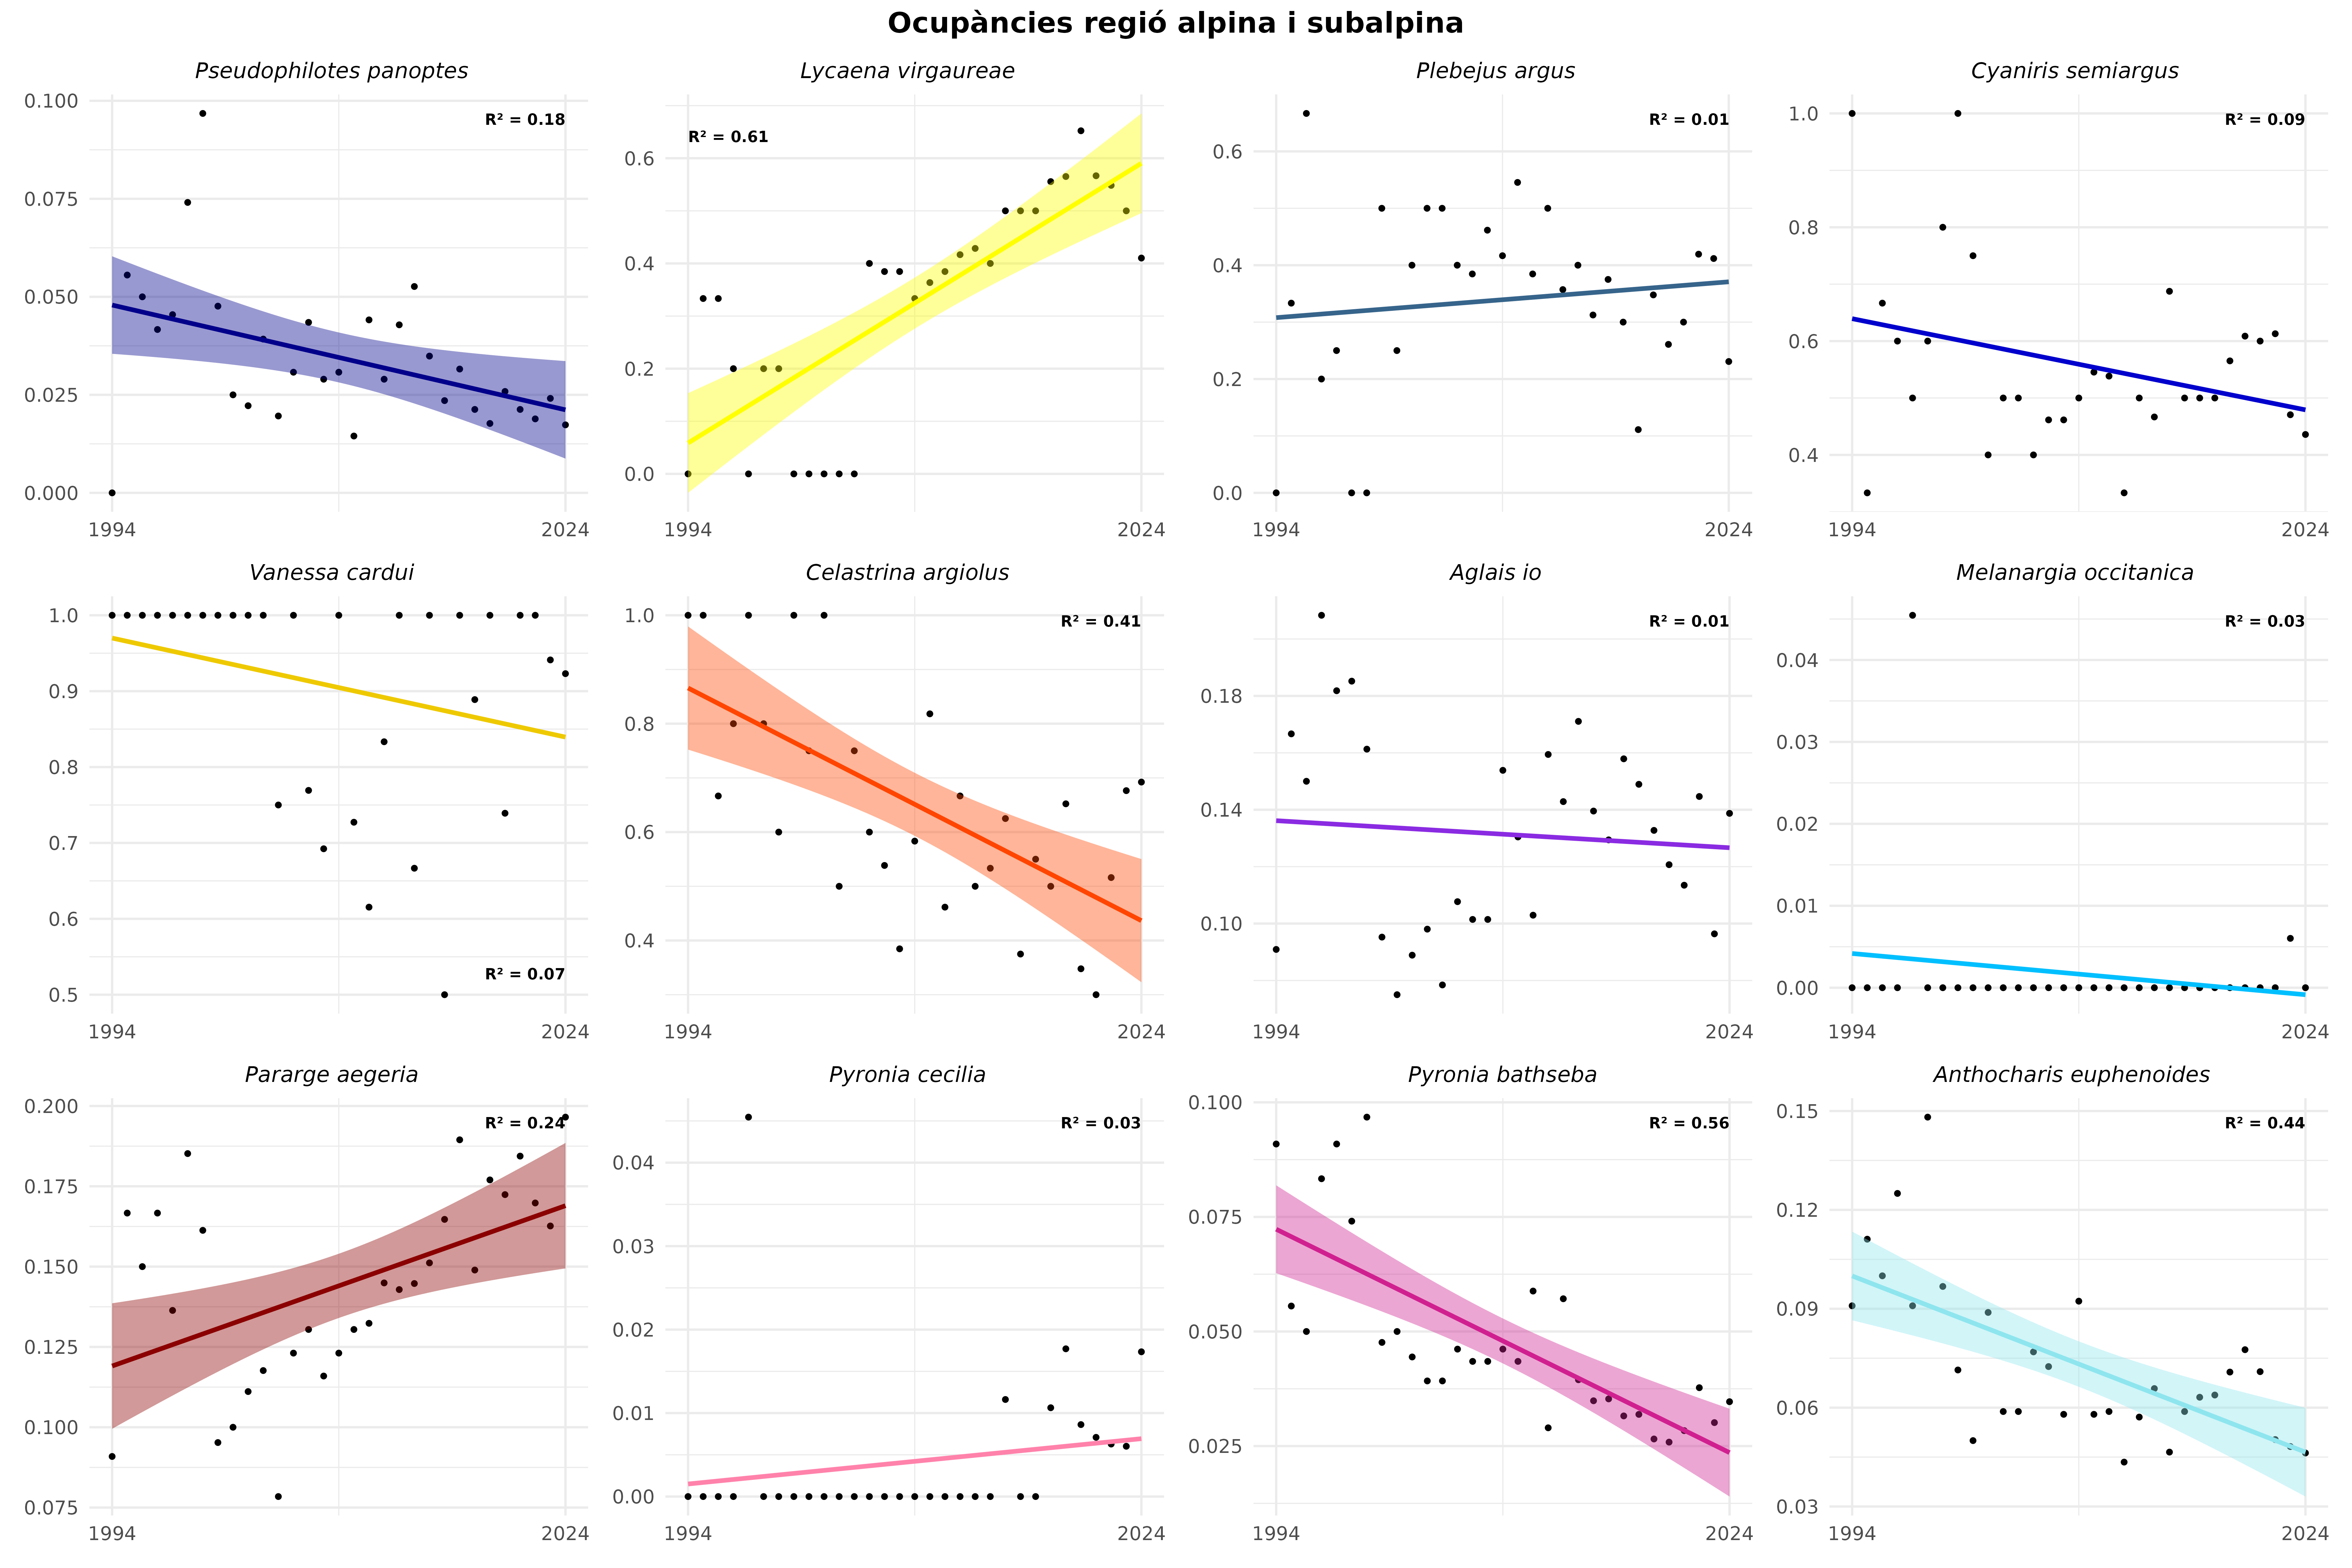 Ocupàncies regió alpina i subalpina
Pseudophilotes panoptes
R² = 0.18
0.100
0.075
0.050
0.025
0.000
1994 2024
Lycaena virgaureae
R² = 0.61
0.6
0.4
0.2
0.0
1994 2024
Plebejus argus
R² = 0.01
0.6
0.4
0.2
0.0
1994 2024
Cyaniris semiargus
R² = 0.09
1.0
0.8
0.6
0.4
1994 2024
Vanessa cardui
1.0
0.9
0.8
0.7
0.6
R² = 0.07
0.5
1994 2024
Celastrina argiolus
1.0
R² = 0.41
0.8
0.6
0.4
1994 2024
Aglais io
R² = 0.01
0.18
0.14
0.10
1994 2024
Melanargia occitanica
R² = 0.03
0.04
0.03
0.02
0.01
0.00
1994 2024
Pararge aegeria
0.200
R² = 0.24
0.175
0.150
0.125
0.100
0.075
1994 2024
Pyronia cecilia
R² = 0.03
0.04
0.03
0.02
0.01
0.00
1994 2024
Pyronia bathseba
0.100
R² = 0.56
0.075
0.050
0.025
1994 2024
Anthocharis euphenoides
0.15
R² = 0.44
0.12
0.09
0.06
0.03
1994 2024